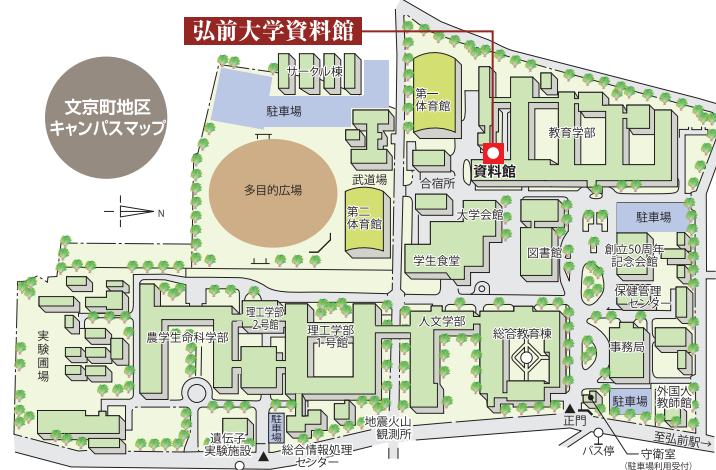 弘前大学資料館
文京町地区
キャンパスマップ
N
サークル棟
駐車場
第一
体育館
教育学部
資料館
武道場
合宿所
多目的広場
第二
体育館
大学会館
駐車場
学生食堂
図書館
創立50周年
記念会館
保健管理
センター
実験圃場
農学生命科学部
理工学部
2号館
理工学部
1号館
人文学部
総合教育棟
事務局
駐車場
外国人
教師館
遺伝子
実験施設
駐車場
総合情報処理
センター
地震火山
観測所
正門
バス停
守衛室
(駐車場利用受付)
至弘前駅→